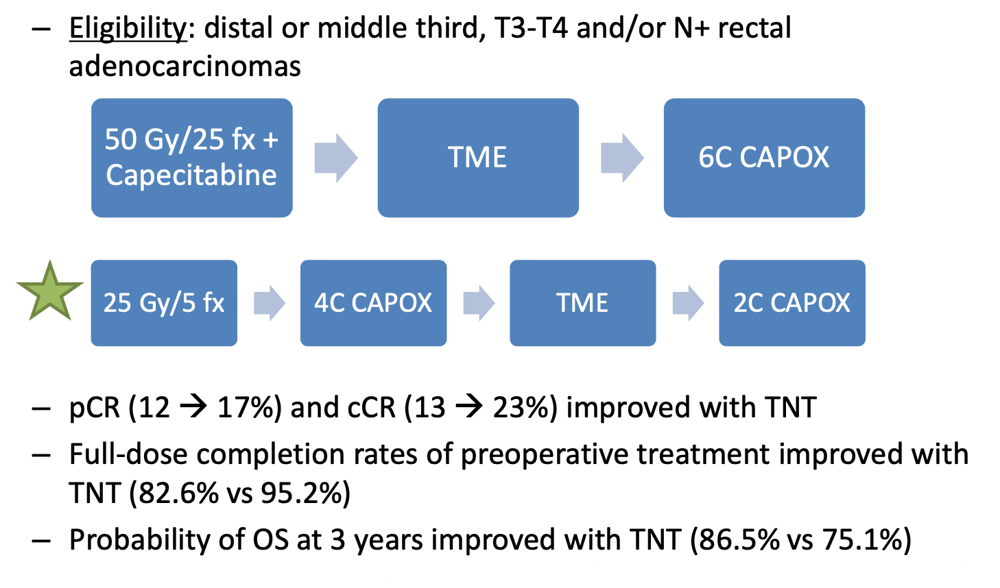 – Eligibility: distal or middle third, T3-T4 and/or N+ rectal
adenocarcinomas
50 Gy/25 fx +
Capecitabine
TME
6C CAPOX
25 Gy/5 fx
4C CAPOX
TME
2C CAPOX
– pCR (12 → 17%) and cCR (13 → 23%) improved with TNT
– Full-dose completion rates of preoperative treatment improved with
TNT (82.6% vs 95.2%)
– Probability of OS at 3 years improved with TNT (86.5% vs 75.1%)